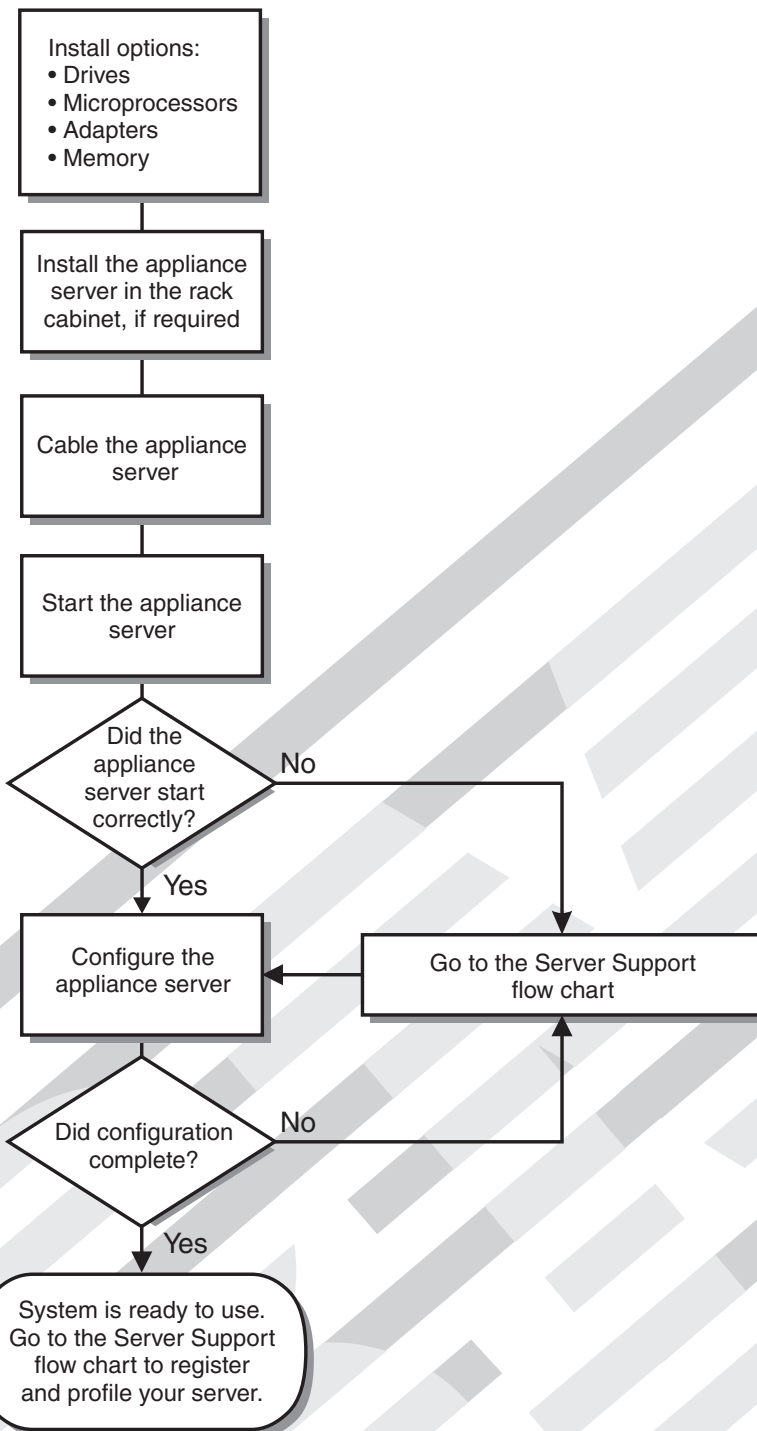 Install options:
• Drives
• Microprocessors
• Adapters
• Memory
Install the appliance
server in the rack
cabinet, if required
Cable the appliance
server
Start the appliance
server
Did the
appliance
server start
correctly?
No
Yes
Configure the
appliance server
Go to the Server Support
flow chart
Did configuration
complete?
No
Yes
System is ready to use.
Go to the Server Support
flow chart to register
and profile your server.